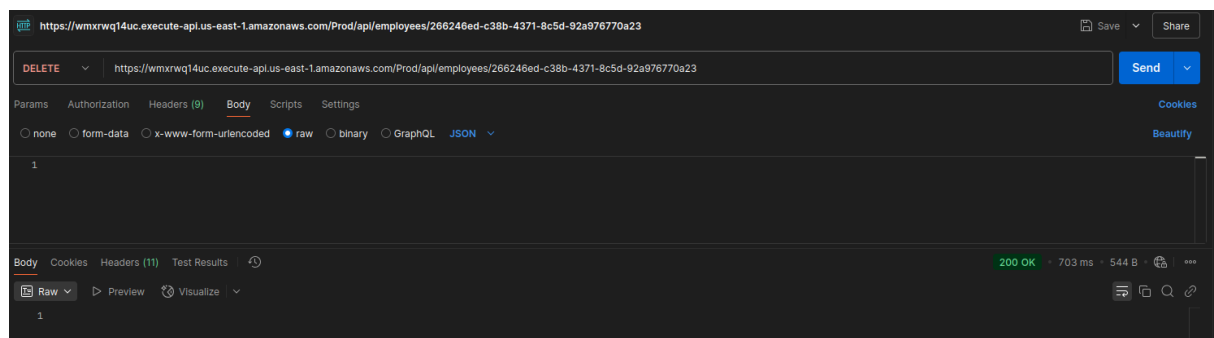 HTTP https://wmxrwq14uc.execute-api.us-east-1.amazonaws.com/Prod/api/employees/266246ed-c38b-4371-8c5d-92a976770a23 Save Share
DELETE https://wmxrwq14uc.execute-api.us-east-1.amazonaws.com/Prod/api/employees/266246ed-c38b-4371-8c5d-92a976770a23 Send
Params Authorization Headers (9) Body Scripts Settings Cookies
none form-data x-www-form-urlencoded raw binary GraphQL JSON Beautify
1
Body Cookies Headers (11) Test Results 200 OK • 703 ms • 544 B
Raw Preview Visualize
1